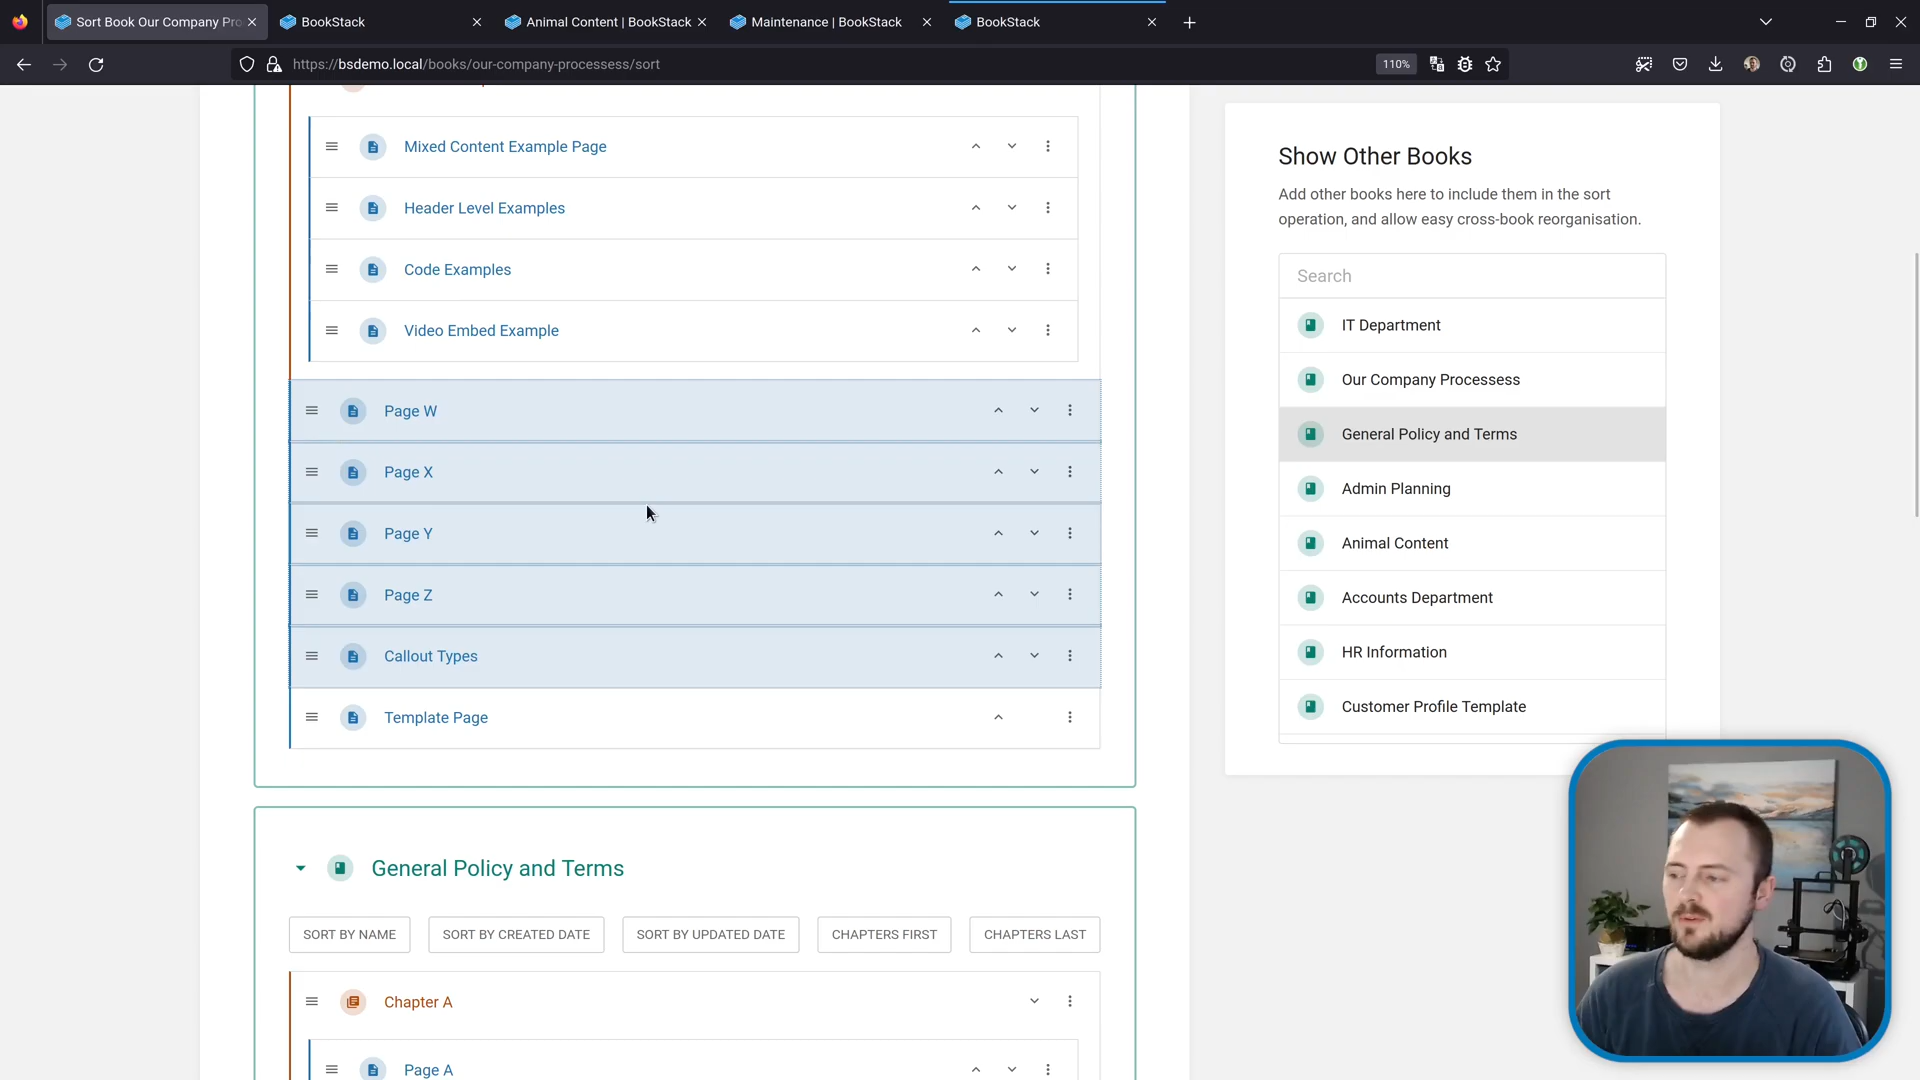 Sort Book Our Company Pro
BookStack
Animal Content | BookStack
Maintenance | BookStack
BookStack
https://bsdemo.local/books/our-company-processess/sort
110%
Mixed Content Example Page
Header Level Examples
Code Examples
Video Embed Example
Page W
Page X
Page Y
Page Z
Callout Types
Template Page
General Policy and Terms
SORT BY NAME
SORT BY CREATED DATE
SORT BY UPDATED DATE
CHAPTERS FIRST
CHAPTERS LAST
Chapter A
Page A
Show Other Books
Add other books here to include them in the sort
operation, and allow easy cross-book reorganisation.
Search
IT Department
Our Company Processess
General Policy and Terms
Admin Planning
Animal Content
Accounts Department
HR Information
Customer Profile Template